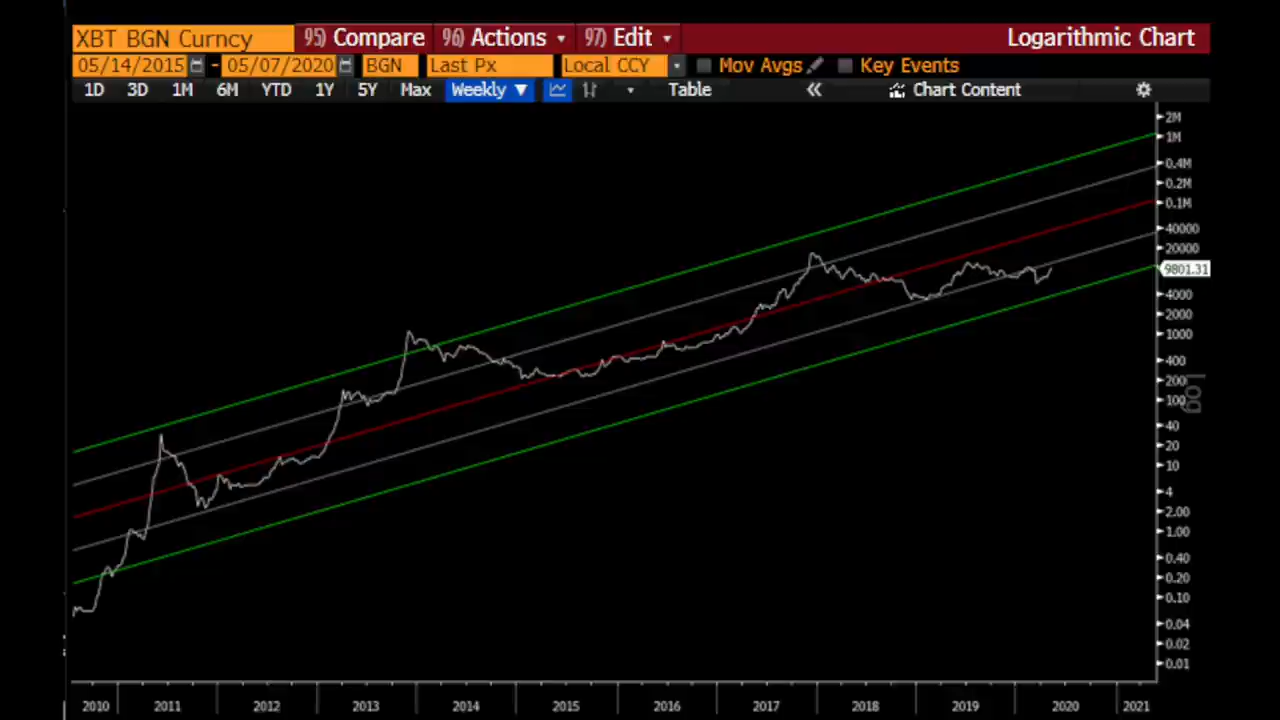 XBT BGN Curncy 95) Compare 96) Actions 97) Edit Logarithmic Chart
05/14/2015 - 05/07/2020 BGN Last Px Local CCY Mov Avgs Key Events
1D 3D 1M 6M YTD 1Y 5Y Max Weekly ▼ Table « Chart Content
2M
1M
0.4M
0.2M
0.1M
40000
20000
9801.31
4000
2000
1000
400
200
100
Log
40
20
10
4
2.00
1.00
0.40
0.20
0.10
0.04
0.02
0.01
2010 2011 2012 2013 2014 2015 2016 2017 2018 2019 2020 2021